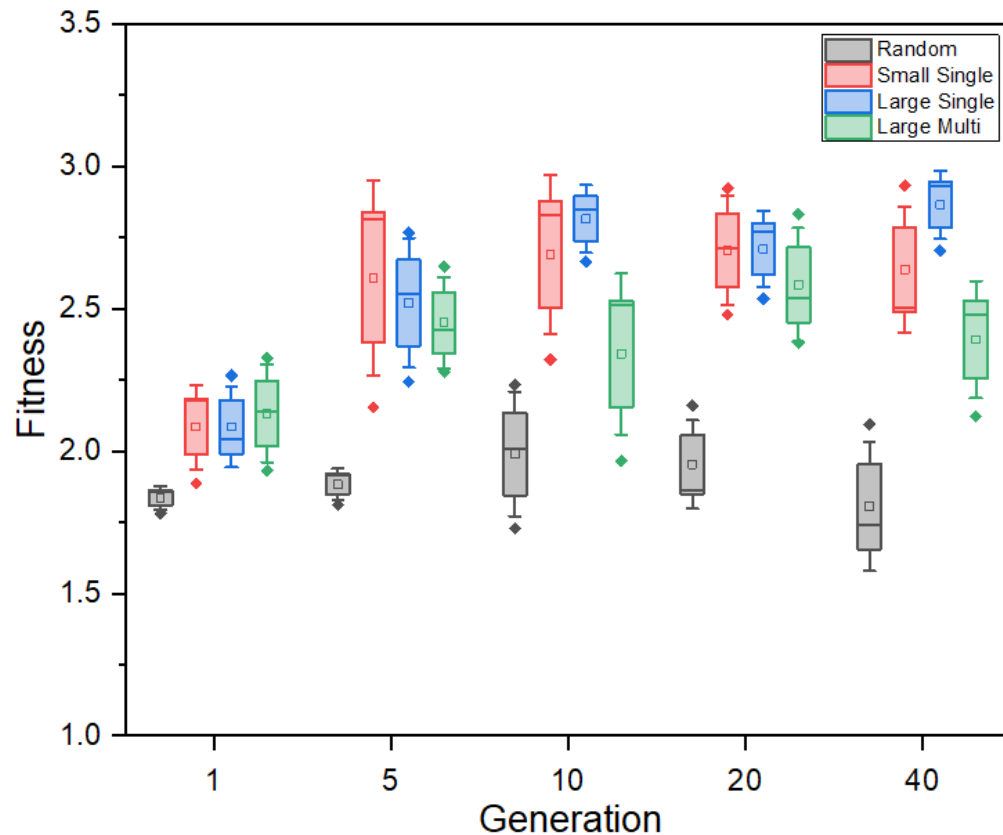 3.5
3.0
2.5
2.0
1.5
1.0
Fitness
Random
Small Single
Large Single
Large Multi
1 5 10 20 40
Generation